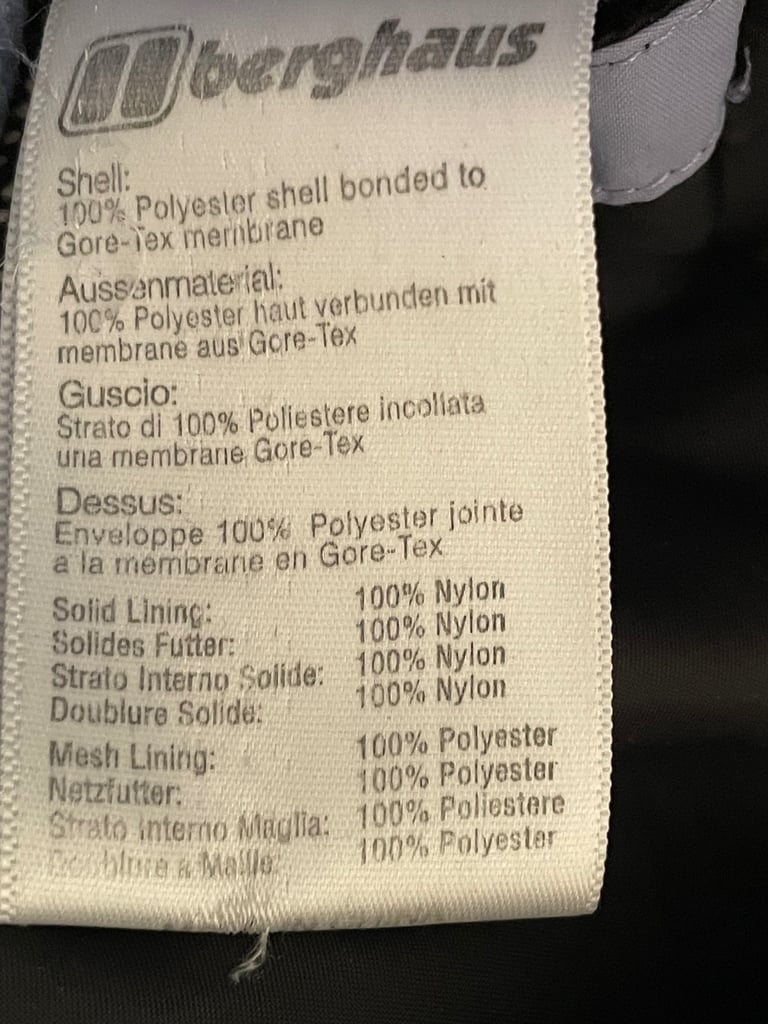 berghaus
Shell:
100% Polyester shell bonded to
Gore-Tex membrane
Aussenmaterial:
100% Polyester haut verbunden mit
membrane aus Gore-Tex
Guscio:
Strato di 100% Poliestere incollata
una membrane Gore-Tex
Dessus:
Enveloppe 100% Polyester jointe
a la membrane en Gore-Tex
Solid Lining: 100% Nylon
Solides Futter: 100% Nylon
Strato Interno Solide: 100% Nylon
Doublure Solide: 100% Nylon
Mesh Lining: 100% Polyester
Netzfutter: 100% Polyester
Strato Interno Maglia: 100% Poliestere
Doublure a Maille: 100% Polyester